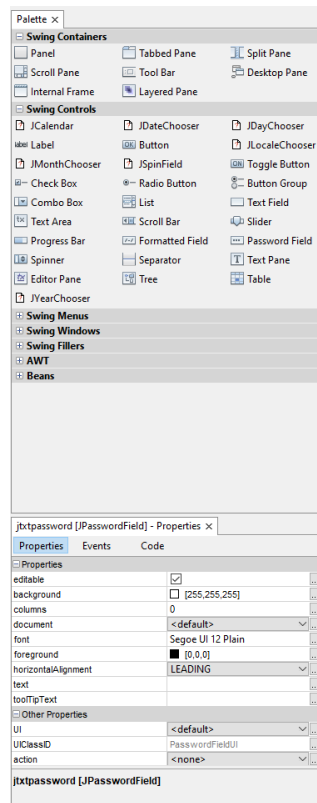 Palette ×
Swing Containers
Panel Tabbed Pane Split Pane
Scroll Pane Tool Bar Desktop Pane
Internal Frame Layered Pane
Swing Controls
JCalendar JDateChooser JDayChooser
label Label OK Button JLocaleChooser
JMonthChooser JSpinField ON Toggle Button
Check Box Radio Button Button Group
Combo Box List Text Field
Text Area Scroll Bar Slider
Progress Bar Formatted Field Password Field
Spinner Separator Text Pane
Editor Pane Tree Table
JYearChooser
Swing Menus
Swing Windows
Swing Fillers
AWT
Beans
jtxtpassword [JPasswordField] - Properties ×
Properties Events Code
Properties
editable
background [255,255,255] ...
columns 0 ...
document <default> ...
font Segoe UI 12 Plain ...
foreground [0,0,0] ...
horizontalAlignment LEADING ...
text ...
toolTipText ...
Other Properties
UI <default> ...
UIClassID PasswordFieldUI ...
action <none> ...
jtxtpassword [JPasswordField]